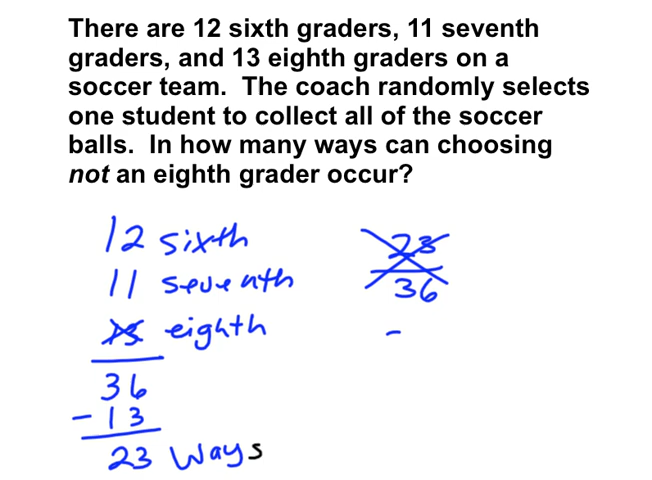 There are 12 sixth graders, 11 seventh
graders, and 13 eighth graders on a
soccer team. The coach randomly selects
one student to collect all of the soccer
balls. In how many ways can choosing
not an eighth grader occur?
12 sixth
11 seventh
13 eighth
36
- 13
23 ways
23
36
-